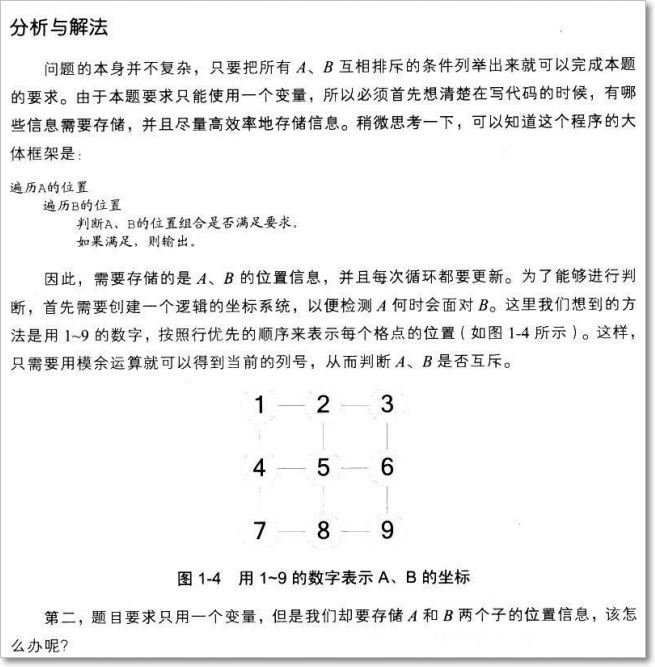 分析与解法
问题的本身并不复杂，只要把所有 A、B 互相排斥的条件列举出来就可以完成本题
的要求。由于本题要求只能使用一个变量，所以必须首先想清楚在写代码的时候，有哪
些信息需要存储，并且尽量高效率地存储信息。稍微思考一下，可以知道这个程序的大
体框架是：
遍历A的位置
遍历B的位置
判断A、B的位置组合是否满足要求。
如果满足，则输出。
因此，需要存储的是 A、B 的位置信息，并且每次循环都要更新。为了能够进行判
断，首先需要创建一个逻辑的坐标系统，以便检测 A 何时会面对 B。这里我们想到的方
法是用 1~9 的数字，按照行优先的顺序来表示每个格点的位置（如图 1-4 所示）。这样，
只需要用模余运算就可以得到当前的列号，从而判断 A、B 是否互斥。
1 2 3
4 5 6
7 8 9
图 1-4 用 1~9 的数字表示 A、B 的坐标
第二，题目要求只用一个变量，但是我们却要存储 A 和 B 两个子的位置信息，该怎
么办呢？